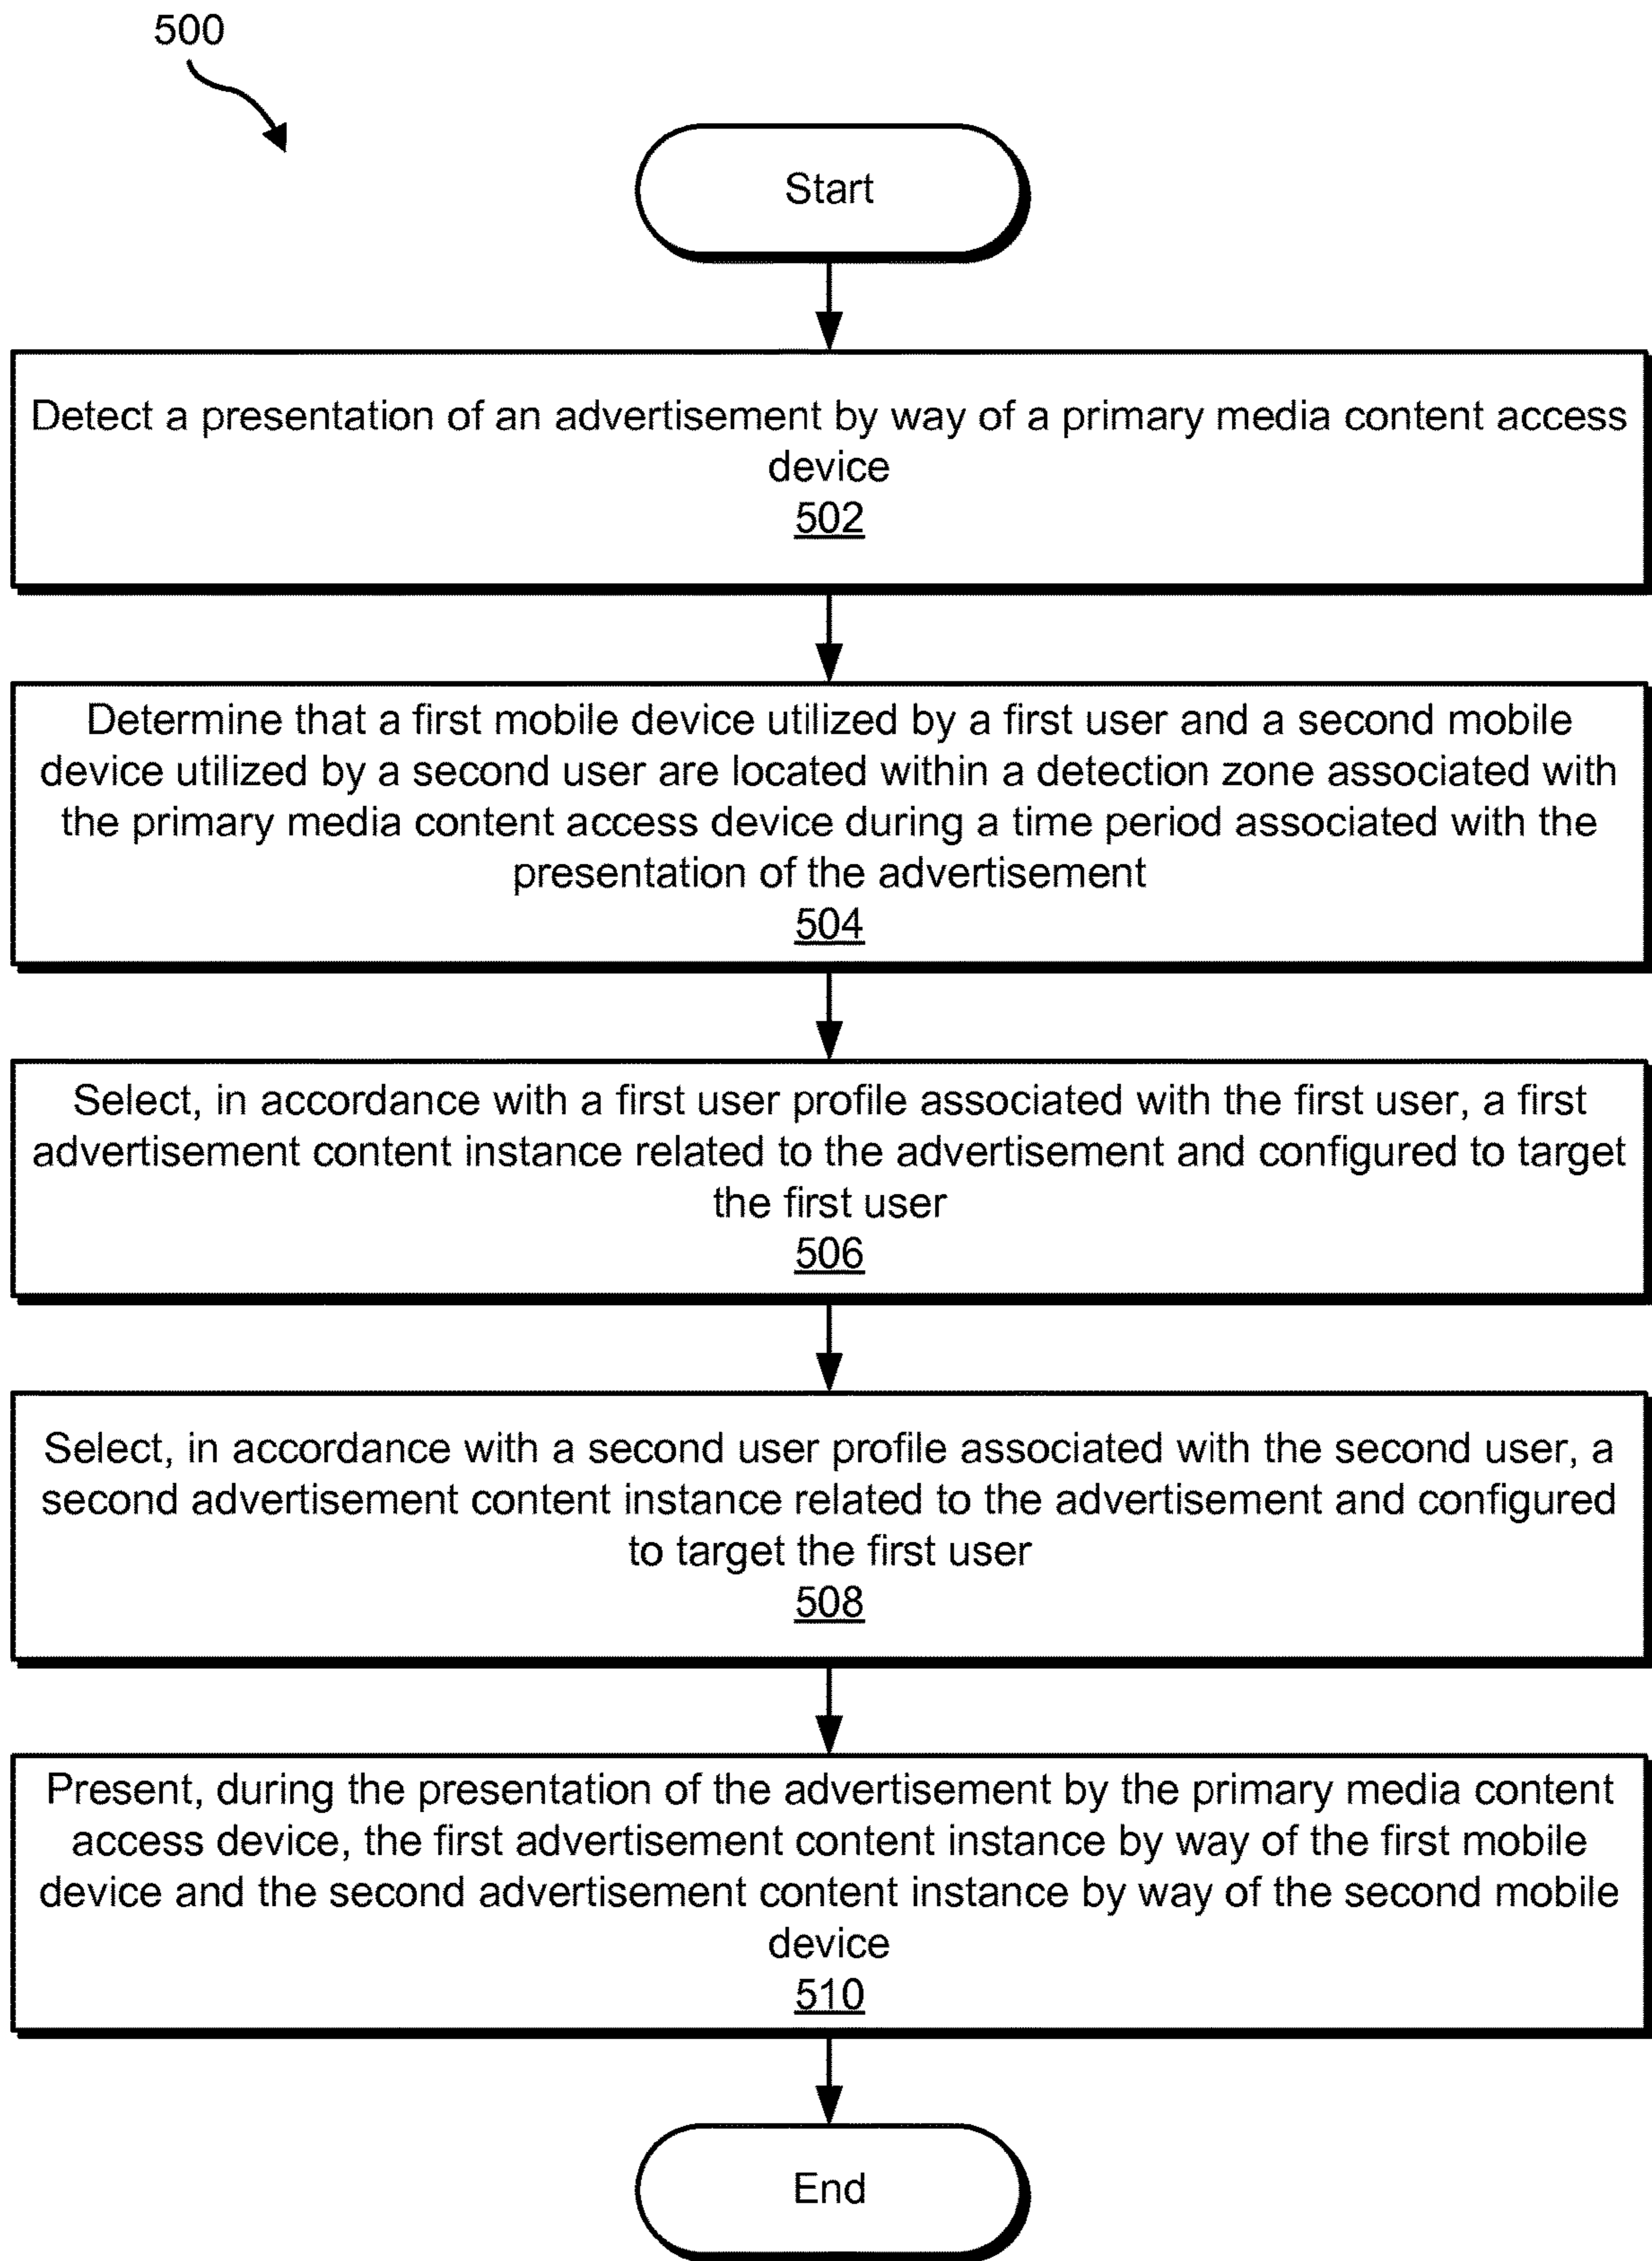 500
Start
Detect a presentation of an advertisement by way of a primary media content access
device
502
Determine that a first mobile device utilized by a first user and a second mobile
device utilized by a second user are located within a detection zone associated with
the primary media content access device during a time period associated with the
presentation of the advertisement
504
Select, in accordance with a first user profile associated with the first user, a first
advertisement content instance related to the advertisement and configured to target
the first user
506
Select, in accordance with a second user profile associated with the second user, a
second advertisement content instance related to the advertisement and configured
to target the first user
508
Present, during the presentation of the advertisement by the primary media content
access device, the first advertisement content instance by way of the first mobile
device and the second advertisement content instance by way of the second mobile
device
510
End